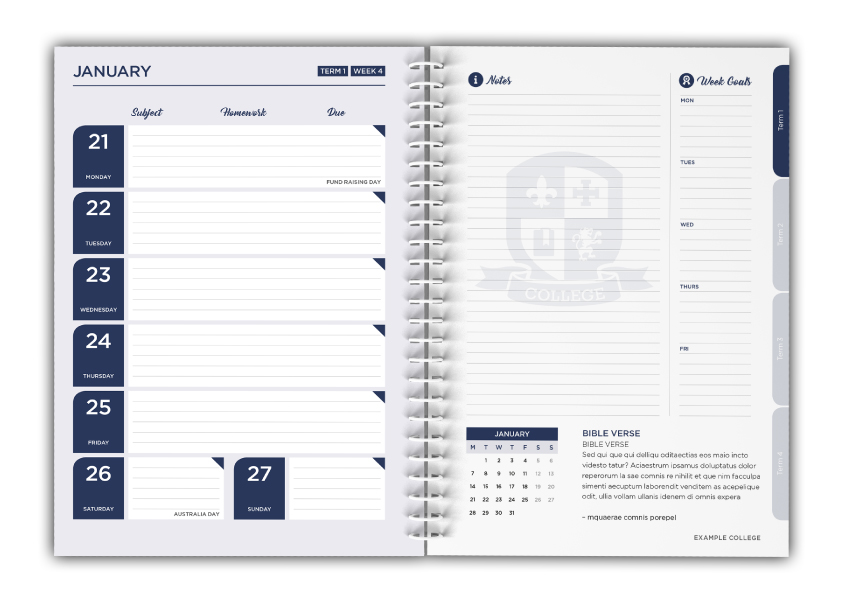 JANUARY
TERM 1 WEEK 4
Subject Homework Due
21
MONDAY
FUND RAISING DAY
22
TUESDAY
23
WEDNESDAY
24
THURSDAY
25
FRIDAY
26
SATURDAY
AUSTRALIA DAY
27
SUNDAY
Notes
COLLEGE
Week Goals
MON
TUES
WED
THURS
FRI
Term 1
Term 2
Term 3
Term 4
JANUARY
M T W T F S S
1 2 3 4 5 6
7 8 9 10 11 12 13
14 15 16 17 18 19 20
21 22 23 24 25 26 27
28 29 30 31
BIBLE VERSE
BIBLE VERSE
Sed qui que qui delliqu oditaectias eos maio incto
videsto tatur? Aciaestrum ipsamus doluptatus dolor
reperorum la sae comnis re nihilit et que nim facculpa
simenti aecuptum laborendit venditem as acepelique
odit, ullia vollam ullanis idenem di omnis expera
– mquaerae comnis porepel
EXAMPLE COLLEGE